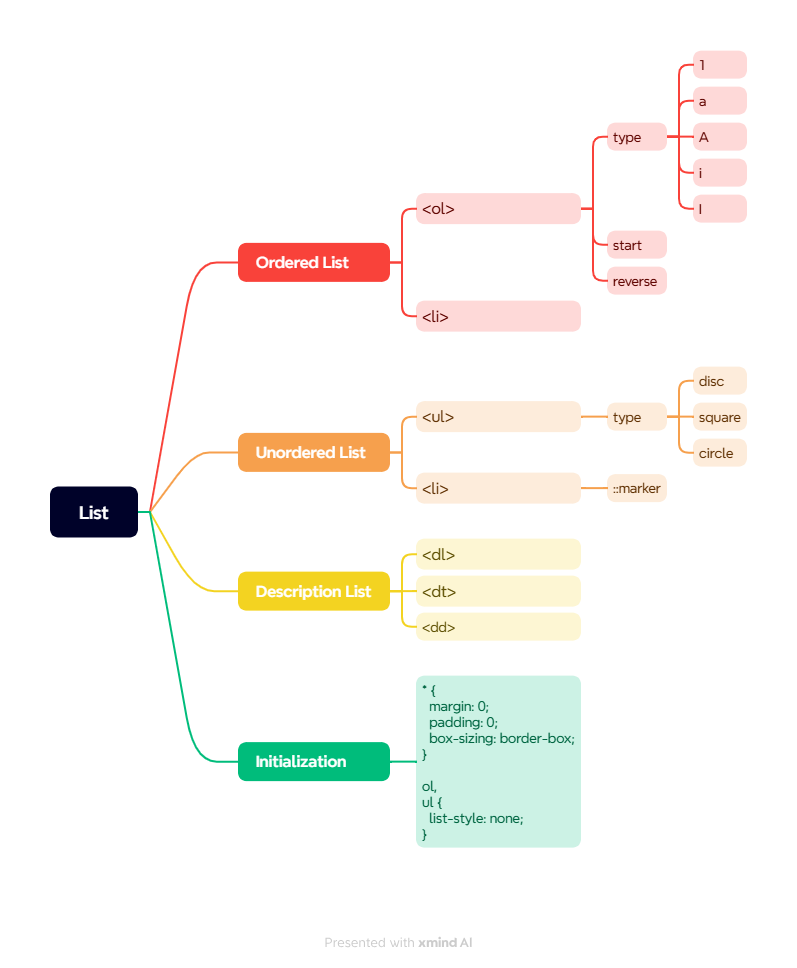 List
Ordered List
<ol>
type
1
a
A
i
I
start
reverse
<li>
Unordered List
<ul>
type
disc
square
circle
<li>
::marker
Description List
<dl>
<dt>
<dd>
Initialization
* {
  margin: 0;
  padding: 0;
  box-sizing: border-box;
}

ol,
ul {
  list-style: none;
}
Presented with xmind AI